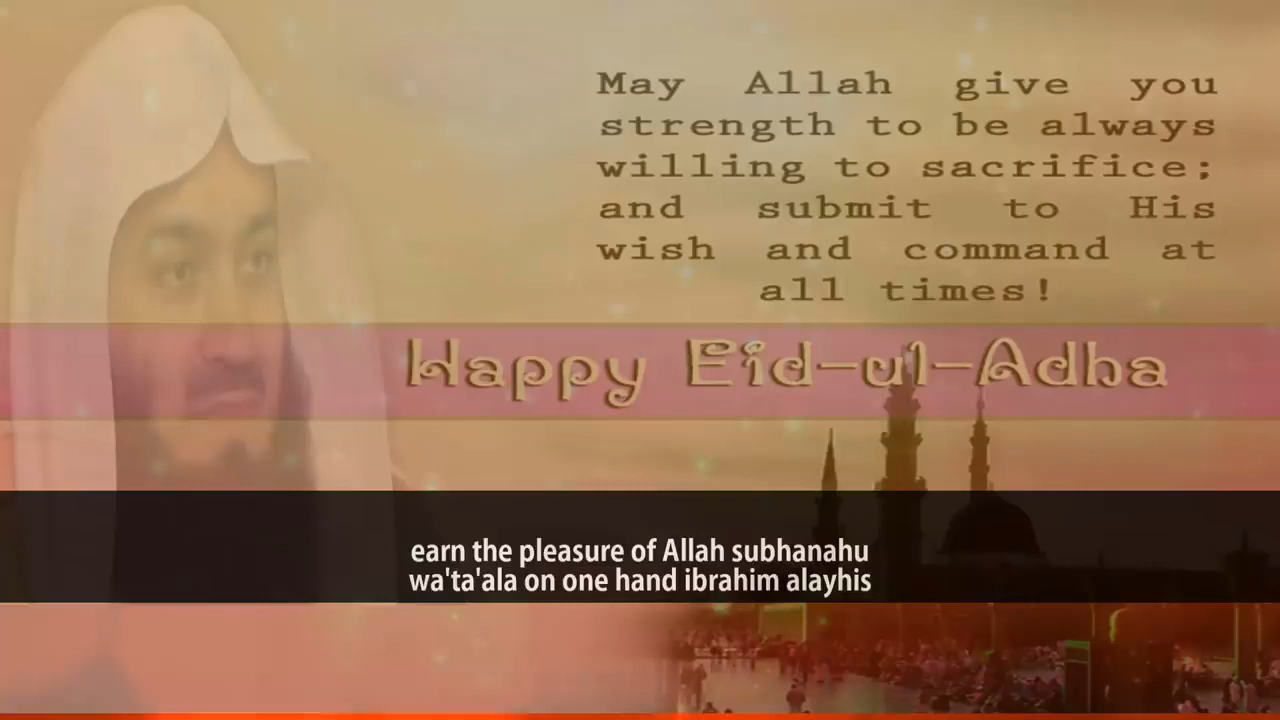 May Allah give you
strength to be always
willing to sacrifice;
and submit to His
wish and command at
all times!
Happy Eid-ul-Adha
earn the pleasure of Allah subhanahu
wa'ta'ala on one hand ibrahim alayhis